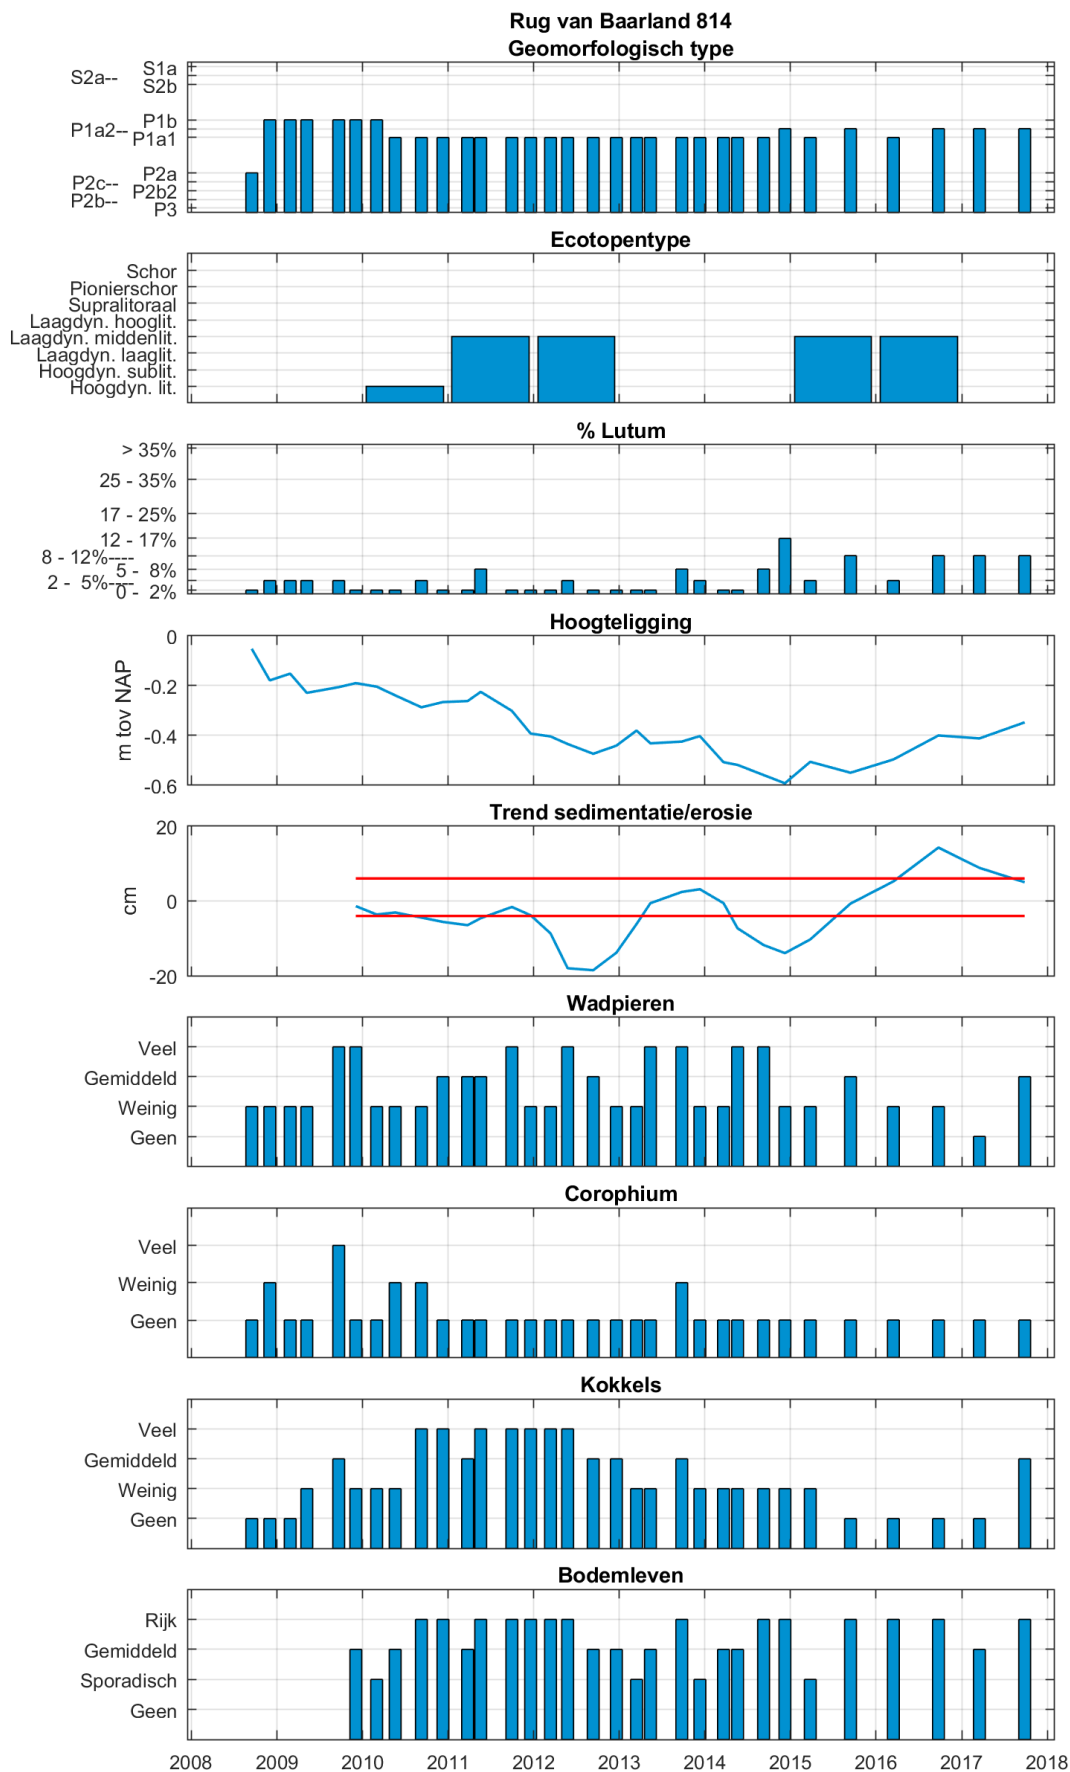 Rug van Baarland 814
Geomorfologisch type
S1a
S2a--
S2b
P1b
P1a2--
P1a1
P2a
P2c--
P2b2
P2b--
P3
Ecotopentype
Schor
Pionierschor
Supralitoraal
Laagdyn. hooglit.
Laagdyn. middenlit.
Laagdyn. laaglit.
Hoogdyn. sublit.
Hoogdyn. lit.
% Lutum
> 35%
25 - 35%
17 - 25%
12 - 17%
8 - 12%----
5 - 8%
2 - 5%----
0 - 2%
Hoogteligging
0
-0.2
-0.4
-0.6
m tov NAP
Trend sedimentatie/erosie
20
0
-20
cm
Wadpieren
Veel
Gemiddeld
Weinig
Geen
Corophium
Veel
Weinig
Geen
Kokkels
Veel
Gemiddeld
Weinig
Geen
Bodemleven
Rijk
Gemiddeld
Sporadisch
Geen
2008 2009 2010 2011 2012 2013 2014 2015 2016 2017 2018